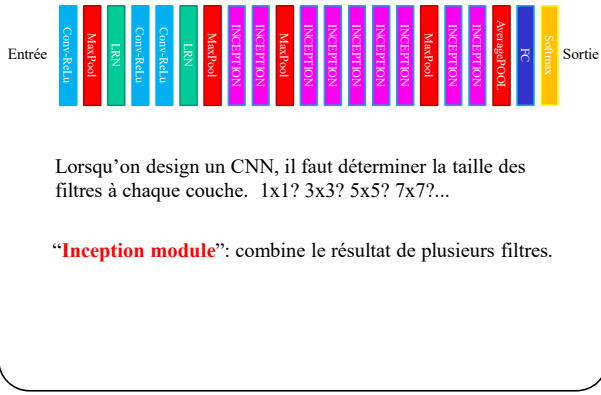 Entrée
Conv-ReLu
MaxPool
LRN
Conv-ReLu
Conv-ReLu
LRN
MaxPool
INCEPTION
INCEPTION
MaxPool
INCEPTION
INCEPTION
INCEPTION
INCEPTION
INCEPTION
MaxPool
INCEPTION
INCEPTION
AveragePOOL
FC
Softmax
Sortie
Lorsqu'on design un CNN, il faut déterminer la taille des
filtres à chaque couche. 1x1? 3x3? 5x5? 7x7?...
“Inception module”: combine le résultat de plusieurs filtres.